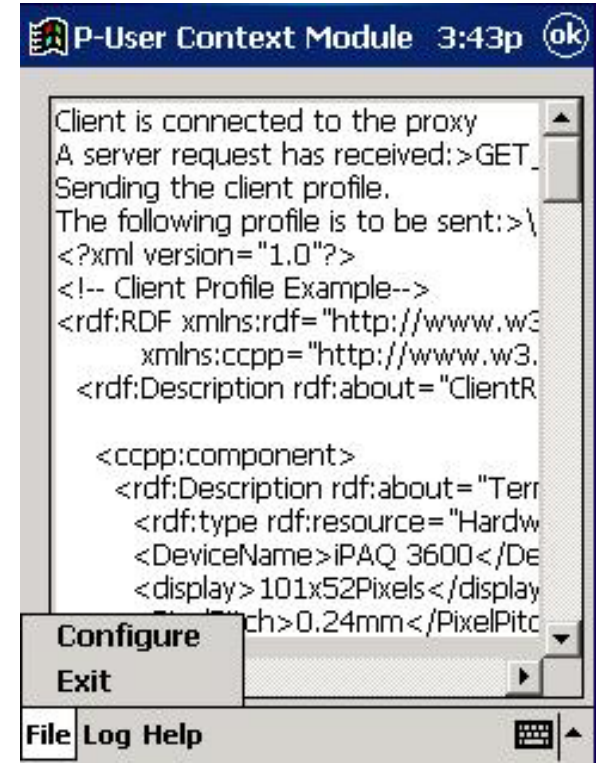 P-User Context Module 3:43p ok
Client is connected to the proxy
A server request has received:>GET_
Sending the client profile.
The following profile is to be sent:>\
<?xml version="1.0"?>
<!-- Client Profile Example-->
<rdf:RDF xmlns:rdf="http://www.w3
xmlns:ccpp="http://www.w3.
<rdf:Description rdf:about="ClientR
<ccpp:component>
<rdf:Description rdf:about="Terr
<rdf:type rdf:resource="Hardw
<DeviceName>iPAQ 3600</De
<display>101x52Pixels</display
ch>0.24mm</PixelPitc
Configure
Exit
File Log Help